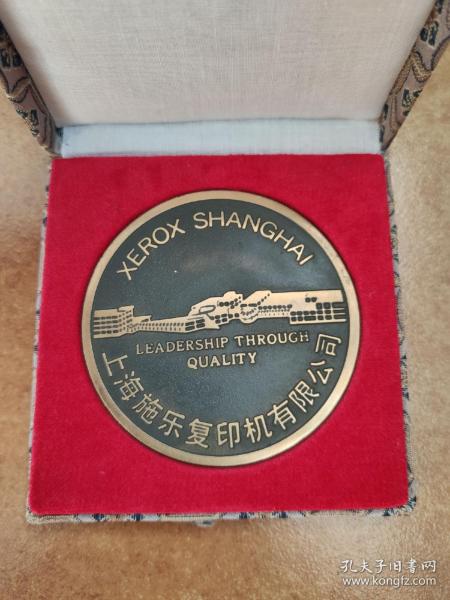 XEROX SHANGHAI
LEADERSHIP THROUGH
QUALITY
上海施乐复印机有限公司
孔夫子旧书网
www.kongfz.com